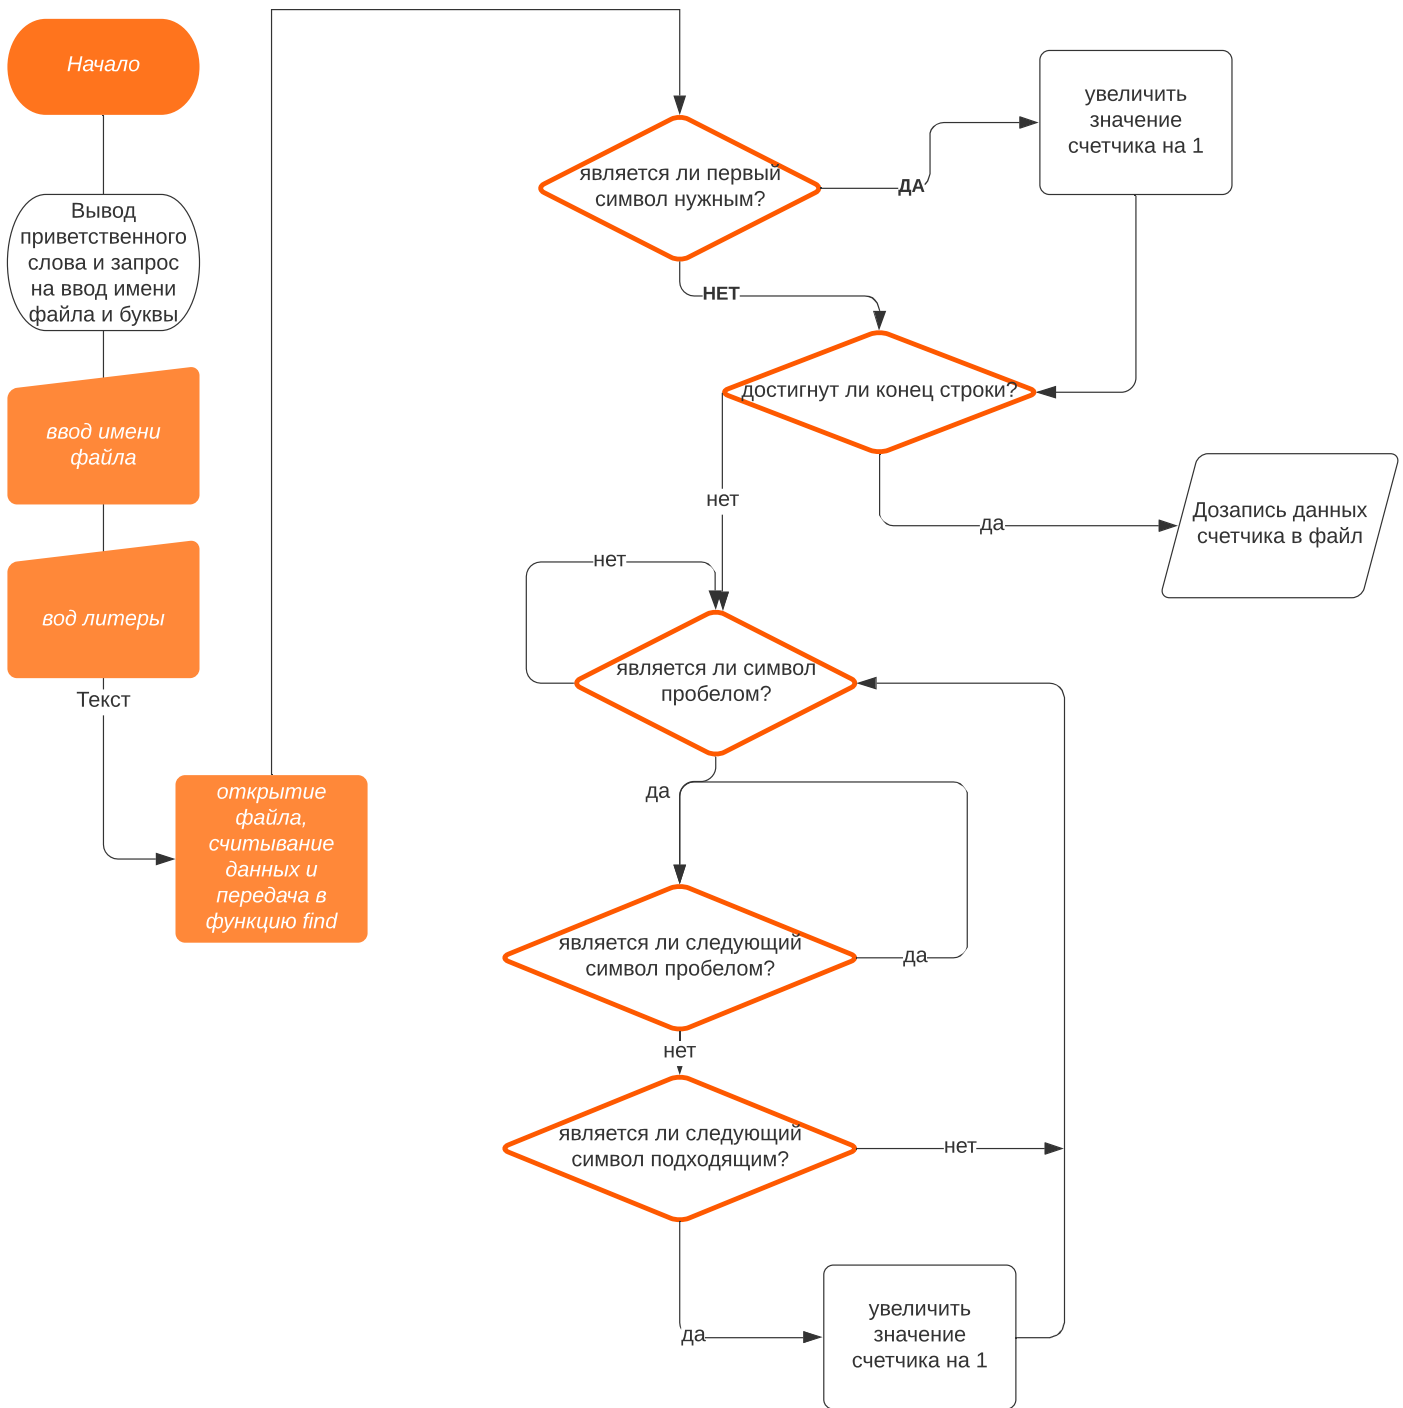 Начало
Вывод
приветственного
слова и запрос
на ввод имени
файла и буквы
ввод имени
файла
вод литеры
Текст
открытие
файла,
считывание
данных и
передача в
функцию find
является ли первый
символ нужным?
ДА
увеличить
значение
счетчика на 1
НЕТ
достигнут ли конец строки?
нет
да
Дозапись данных
счетчика в файл
нет
является ли символ
пробелом?
да
является ли следующий
символ пробелом?
да
нет
является ли следующий
символ подходящим?
нет
да
увеличить
значение
счетчика на 1